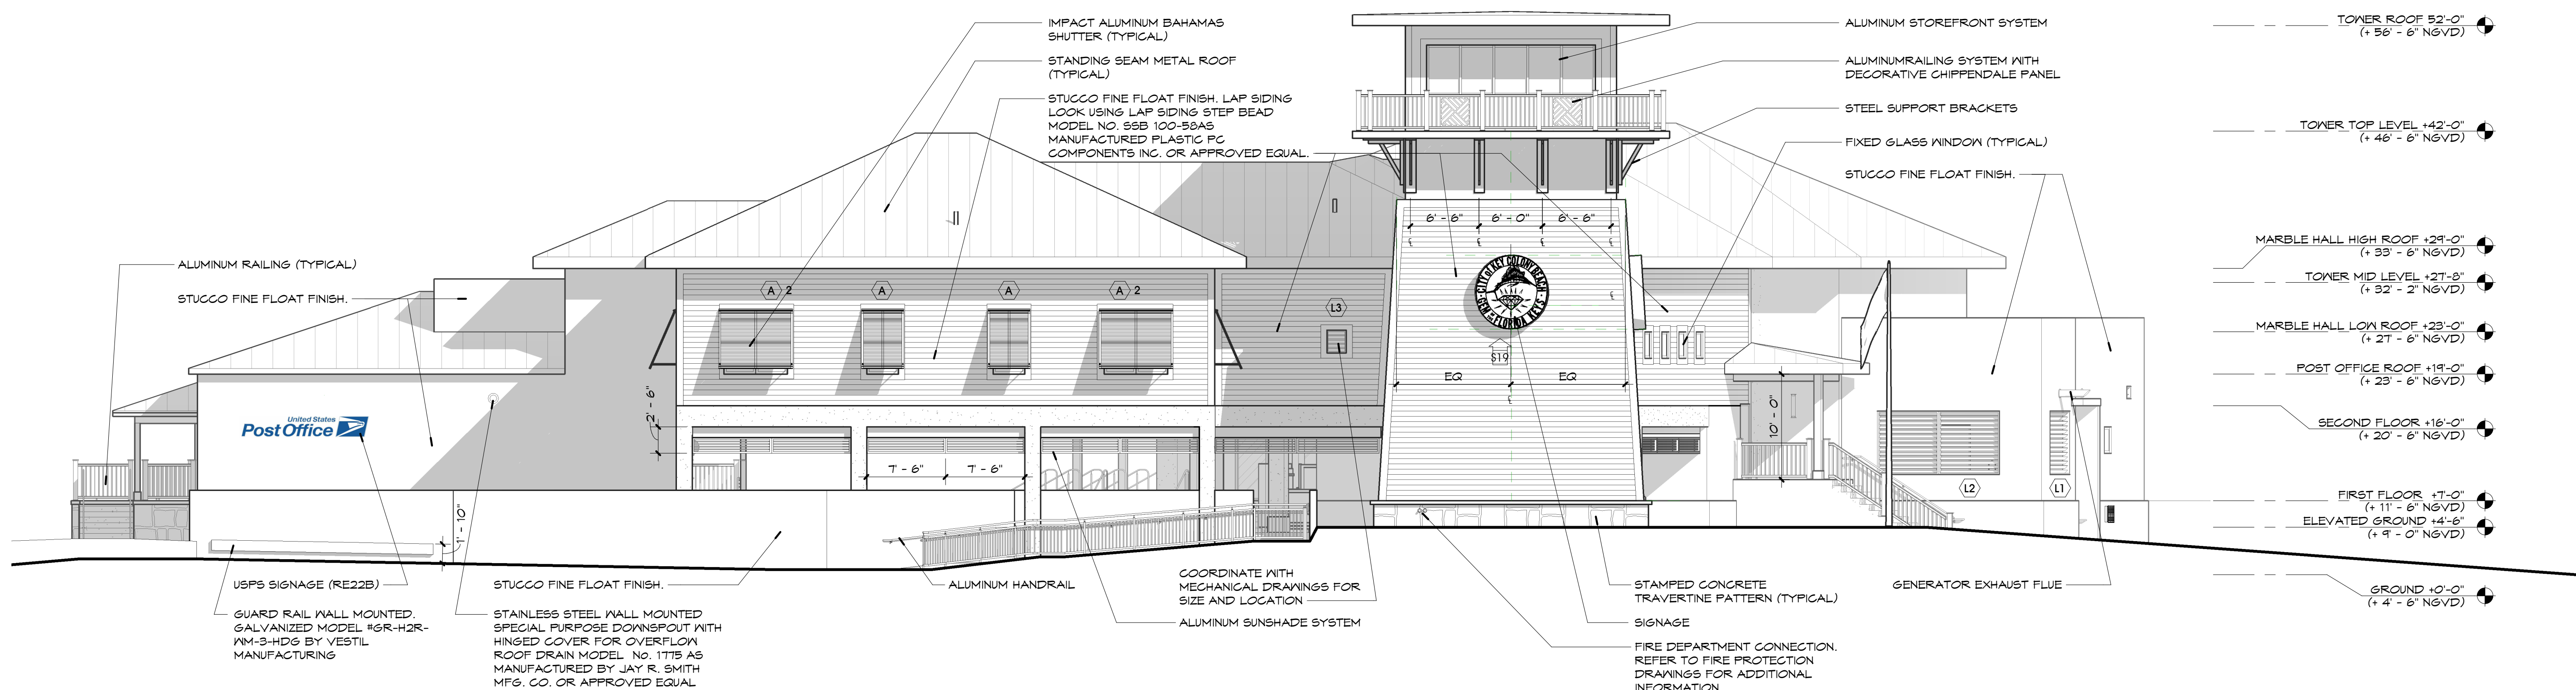 IMPACT ALUMINUM BAHAMAS
SHUTTER (TYPICAL)
STANDING SEAM METAL ROOF
(TYPICAL)
STUCCO FINE FLOAT FINISH. LAP SIDING
LOOK USING LAP SIDING STEP BEAD
MODEL NO. SSB 100-58AS
MANUFACTURED PLASTIC PC
COMPONENTS INC. OR APPROVED EQUAL.
ALUMINUM STOREFRONT SYSTEM
ALUMINUMRAILING SYSTEM WITH
DECORATIVE CHIPPENDALE PANEL
STEEL SUPPORT BRACKETS
FIXED GLASS WINDOW (TYPICAL)
STUCCO FINE FLOAT FINISH.
TOWER ROOF 52'-0"
(+ 56' - 6" NGVD)
TOWER TOP LEVEL +42'-0"
(+ 46' - 6" NGVD)
MARBLE HALL HIGH ROOF +29'-0"
(+ 33' - 6" NGVD)
TOWER MID LEVEL +27'-8"
(+ 32' - 2" NGVD)
MARBLE HALL LOW ROOF +23'-0"
(+ 27' - 6" NGVD)
POST OFFICE ROOF +19'-0"
(+ 23' - 6" NGVD)
SECOND FLOOR +16'-0"
(+ 20' - 6" NGVD)
FIRST FLOOR +7'-0"
(+ 11' - 6" NGVD)
ELEVATED GROUND +4'-6"
(+ 9' - 0" NGVD)
GROUND +0'-0"
(+ 4' - 6" NGVD)
ALUMINUM RAILING (TYPICAL)
STUCCO FINE FLOAT FINISH.
6' - 6" 6' - 0" 6' - 6"
CITY of KEY COLONY BEACH
GEM OF THE FLORIDA KEYS
A 2
A
A
A 2
L3
S19
EQ EQ
United States
Post Office
2' - 6"
7' - 6" 7' - 6"
10' - 0"
L2
L1
1' - 10"
USPS SIGNAGE (RE22B)
GUARD RAIL WALL MOUNTED.
GALVANIZED MODEL #GR-H2R-
WM-3-HDG BY VESTIL
MANUFACTURING
STUCCO FINE FLOAT FINISH.
STAINLESS STEEL WALL MOUNTED
SPECIAL PURPOSE DOWNSPOUT WITH
HINGED COVER FOR OVERFLOW
ROOF DRAIN MODEL No. 1775 AS
MANUFACTURED BY JAY R. SMITH
MFG. CO. OR APPROVED EQUAL
ALUMINUM HANDRAIL
COORDINATE WITH
MECHANICAL DRAWINGS FOR
SIZE AND LOCATION
ALUMINUM SUNSHADE SYSTEM
STAMPED CONCRETE
TRAVERTINE PATTERN (TYPICAL)
SIGNAGE
FIRE DEPARTMENT CONNECTION.
REFER TO FIRE PROTECTION
DRAWINGS FOR ADDITIONAL
INFORMATION
GENERATOR EXHAUST FLUE